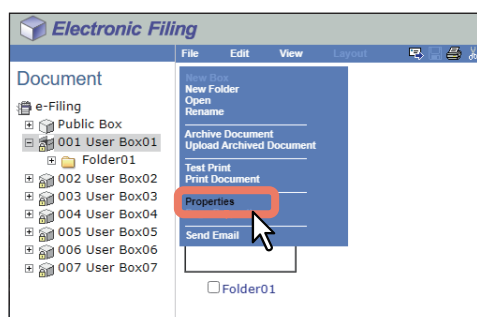 Electronic Filing
File Edit View Layout
Document
e-Filing
Public Box
001 User Box01
Folder01
002 User Box02
003 User Box03
004 User Box04
005 User Box05
006 User Box06
007 User Box07
New Box
New Folder
Open
Rename
Archive Document
Upload Archived Document
Test Print
Print Document
Properties
Send Email
Folder01